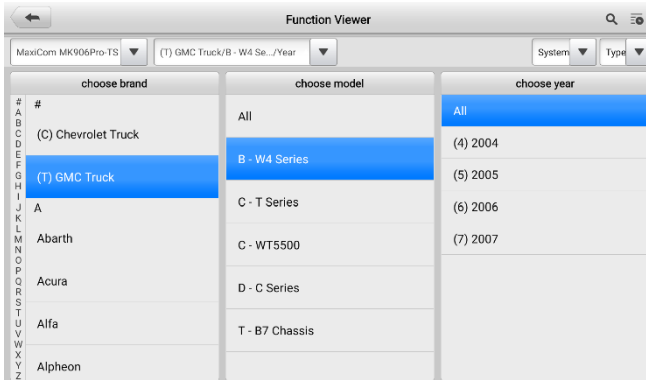 Function Viewer
MaxiCom MK906Pro-TS
(T) GMC Truck/B - W4 Se.../Year
System
Type
choose brand
#
A
B
C
D
E
F
G
H
I
J
K
L
M
N
O
P
Q
R
S
T
U
V
W
X
Y
Z
#
(C) Chevrolet Truck
(T) GMC Truck
A
Abarth
Acura
Alfa
Alpheon
choose model
All
B - W4 Series
C - T Series
C - WT5500
D - C Series
T - B7 Chassis
choose year
All
(4) 2004
(5) 2005
(6) 2006
(7) 2007